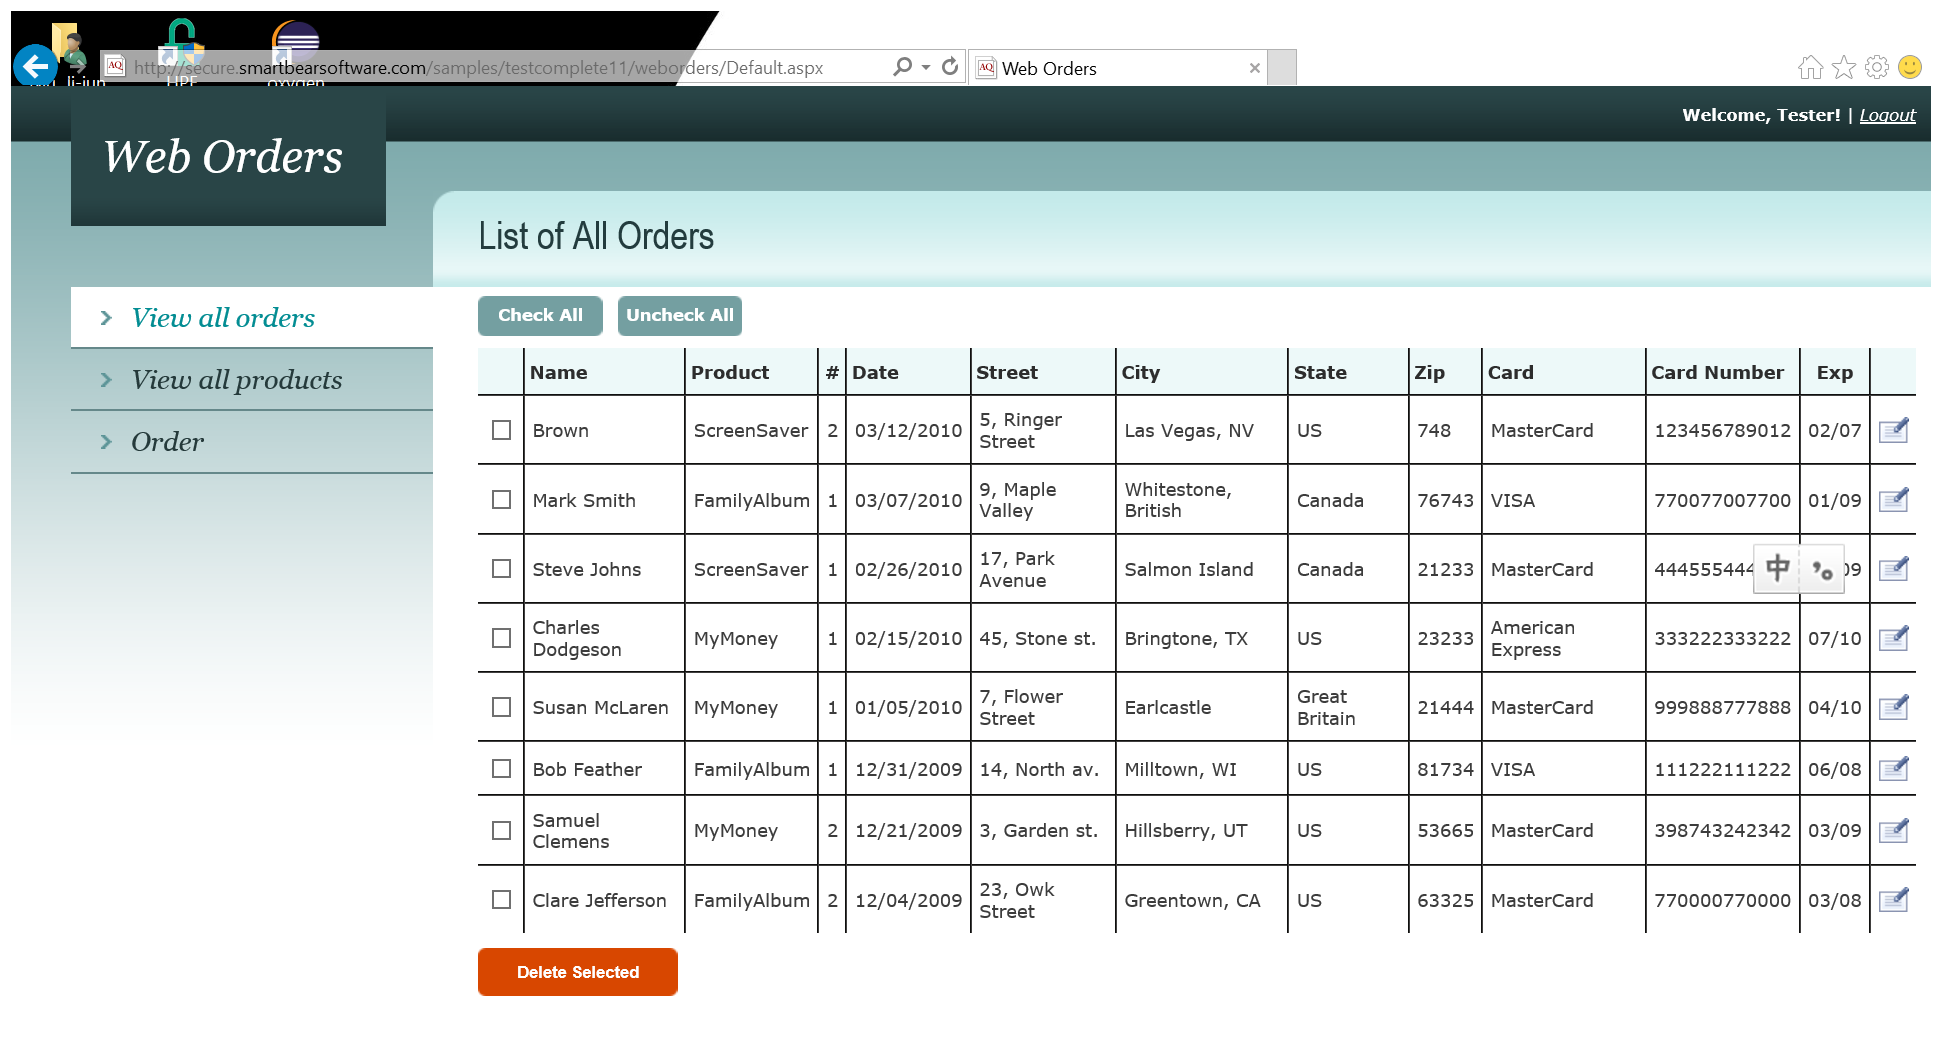 li-jun HPF oxygen
http://secure.smartbearsoftware.com/samples/testcomplete11/weborders/Default.aspx
AQ Web Orders
Welcome, Tester! | Logout
Web Orders
List of All Orders
View all orders
View all products
Order
Check All Uncheck All
Name Product # Date Street City State Zip Card Card Number Exp
Brown ScreenSaver 2 03/12/2010 5, Ringer Street Las Vegas, NV US 748 MasterCard 123456789012 02/07
Mark Smith FamilyAlbum 1 03/07/2010 9, Maple Valley Whitestone, British Canada 76743 VISA 770077007700 01/09
Steve Johns ScreenSaver 1 02/26/2010 17, Park Avenue Salmon Island Canada 21233 MasterCard 444555444 中 9
Charles Dodgeson MyMoney 1 02/15/2010 45, Stone st. Bringtone, TX US 23233 American Express 333222333222 07/10
Susan McLaren MyMoney 1 01/05/2010 7, Flower Street Earlcastle Great Britain 21444 MasterCard 999888777888 04/10
Bob Feather FamilyAlbum 1 12/31/2009 14, North av. Milltown, WI US 81734 VISA 111222111222 06/08
Samuel Clemens MyMoney 2 12/21/2009 3, Garden st. Hillsberry, UT US 53665 MasterCard 398743242342 03/09
Clare Jefferson FamilyAlbum 2 12/04/2009 23, Owk Street Greentown, CA US 63325 MasterCard 770000770000 03/08
Delete Selected